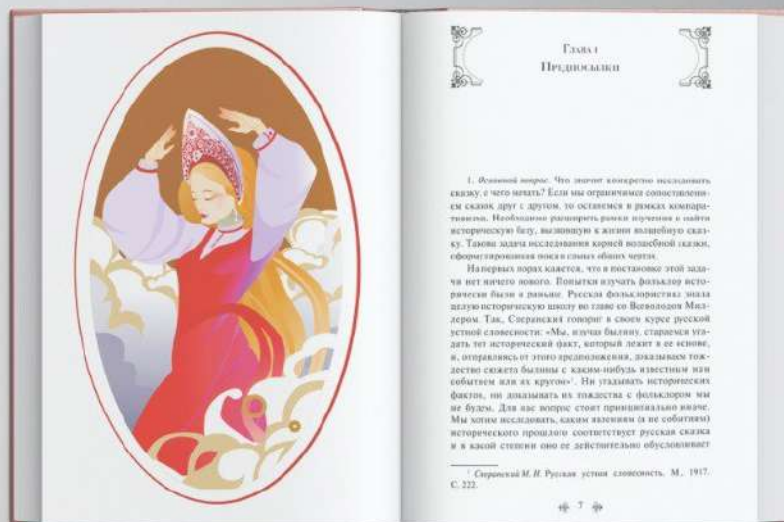 Глава I
Предпосылки
1. Основной вопрос. Что значит конкретно исследовать
сказку, с чего начать? Если мы ограничимся сопоставлени-
ем сказок друг с другом, то останемся в рамках компара-
тивизма. Необходимо расширить рамки изучения и найти
историческую базу, вызвавшую к жизни волшебную сказ-
ку. Такова задача исследования корней волшебной сказки,
сформулированная пока в самых общих чертах.
На первых порах кажется, что в постановке этой зада-
чи нет ничего нового. Попытки изучать фольклор исто-
рически были и раньше. Русская фольклористика знала
целую историческую школу во главе со Всеволодом Мил-
лером. Так, Сперанский говорит в своем курсе русской
устной словесности: «Мы, изучая былину, стараемся уга-
дать тот исторический факт, который лежит в ее основе,
и, отправляясь от этого предположения, доказываем тож-
дество сюжета былины с каким-нибудь известным нам
событием или их кругом»¹. Ни угадывать исторических
фактов, ни доказывать их тождества с фольклором мы
не будем. Для нас вопрос стоит принципиально иначе.
Мы хотим исследовать, каким явлениям (а не событиям)
исторического прошлого соответствует русская сказка
и в какой степени оно ее действительно обусловливает
¹ Сперанский М. Н. Русская устная словесность. М., 1917.
С. 222.
7